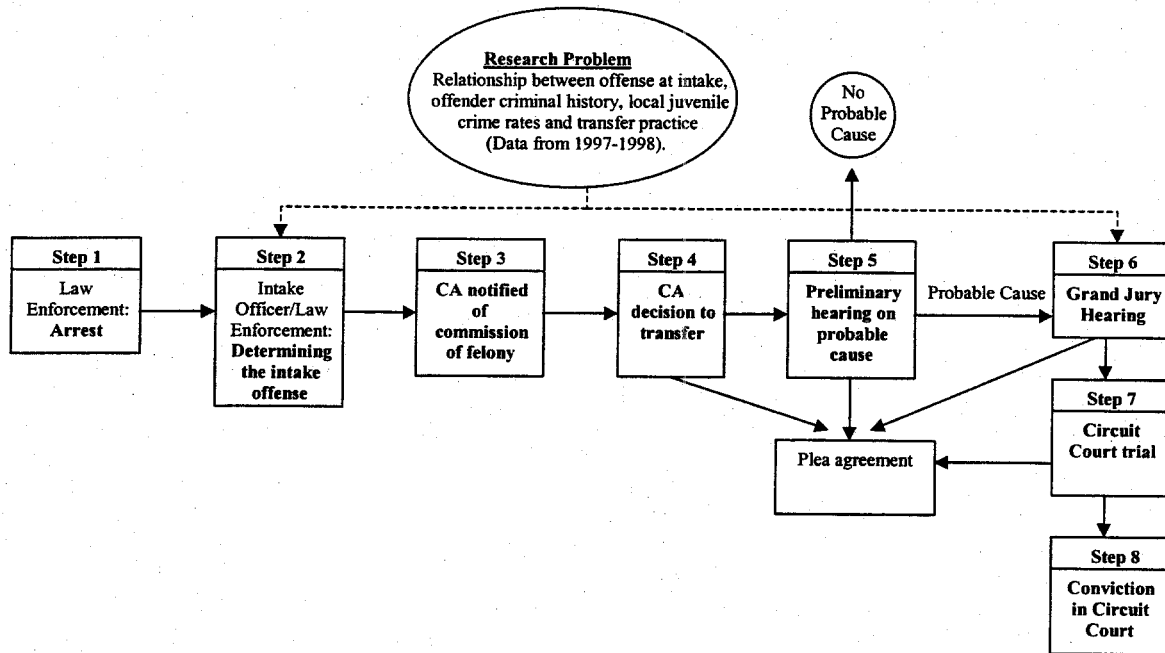 Research Problem
Relationship between offense at intake,
offender criminal history, local juvenile
crime rates and transfer practice
(Data from 1997-1998).
No
Probable
Cause
Step 1
Law
Enforcement:
Arrest
Step 2
Intake
Officer/Law
Enforcement:
Determining
the intake
offense
Step 3
CA notified
of
commission
of felony
Step 4
CA
decision to
transfer
Step 5
Preliminary
hearing on
probable
cause
Probable Cause
Step 6
Grand Jury
Hearing
Step 7
Circuit
Court trial
Plea agreement
Step 8
Conviction
in Circuit
Court